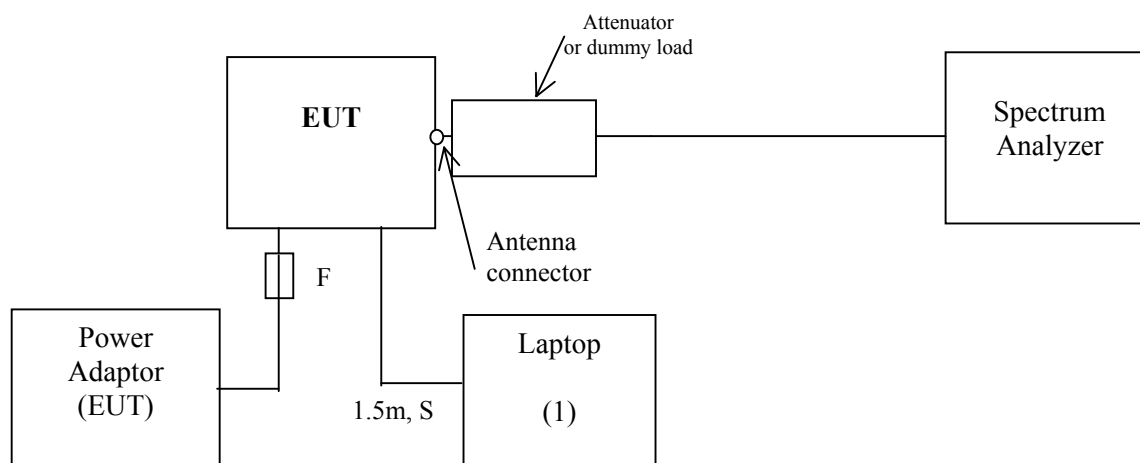 Attenuator
or dummy load
EUT
Spectrum
Analyzer
Antenna
connector
F
Power
Adaptor
(EUT)
Laptop
(1)
1.5m, S